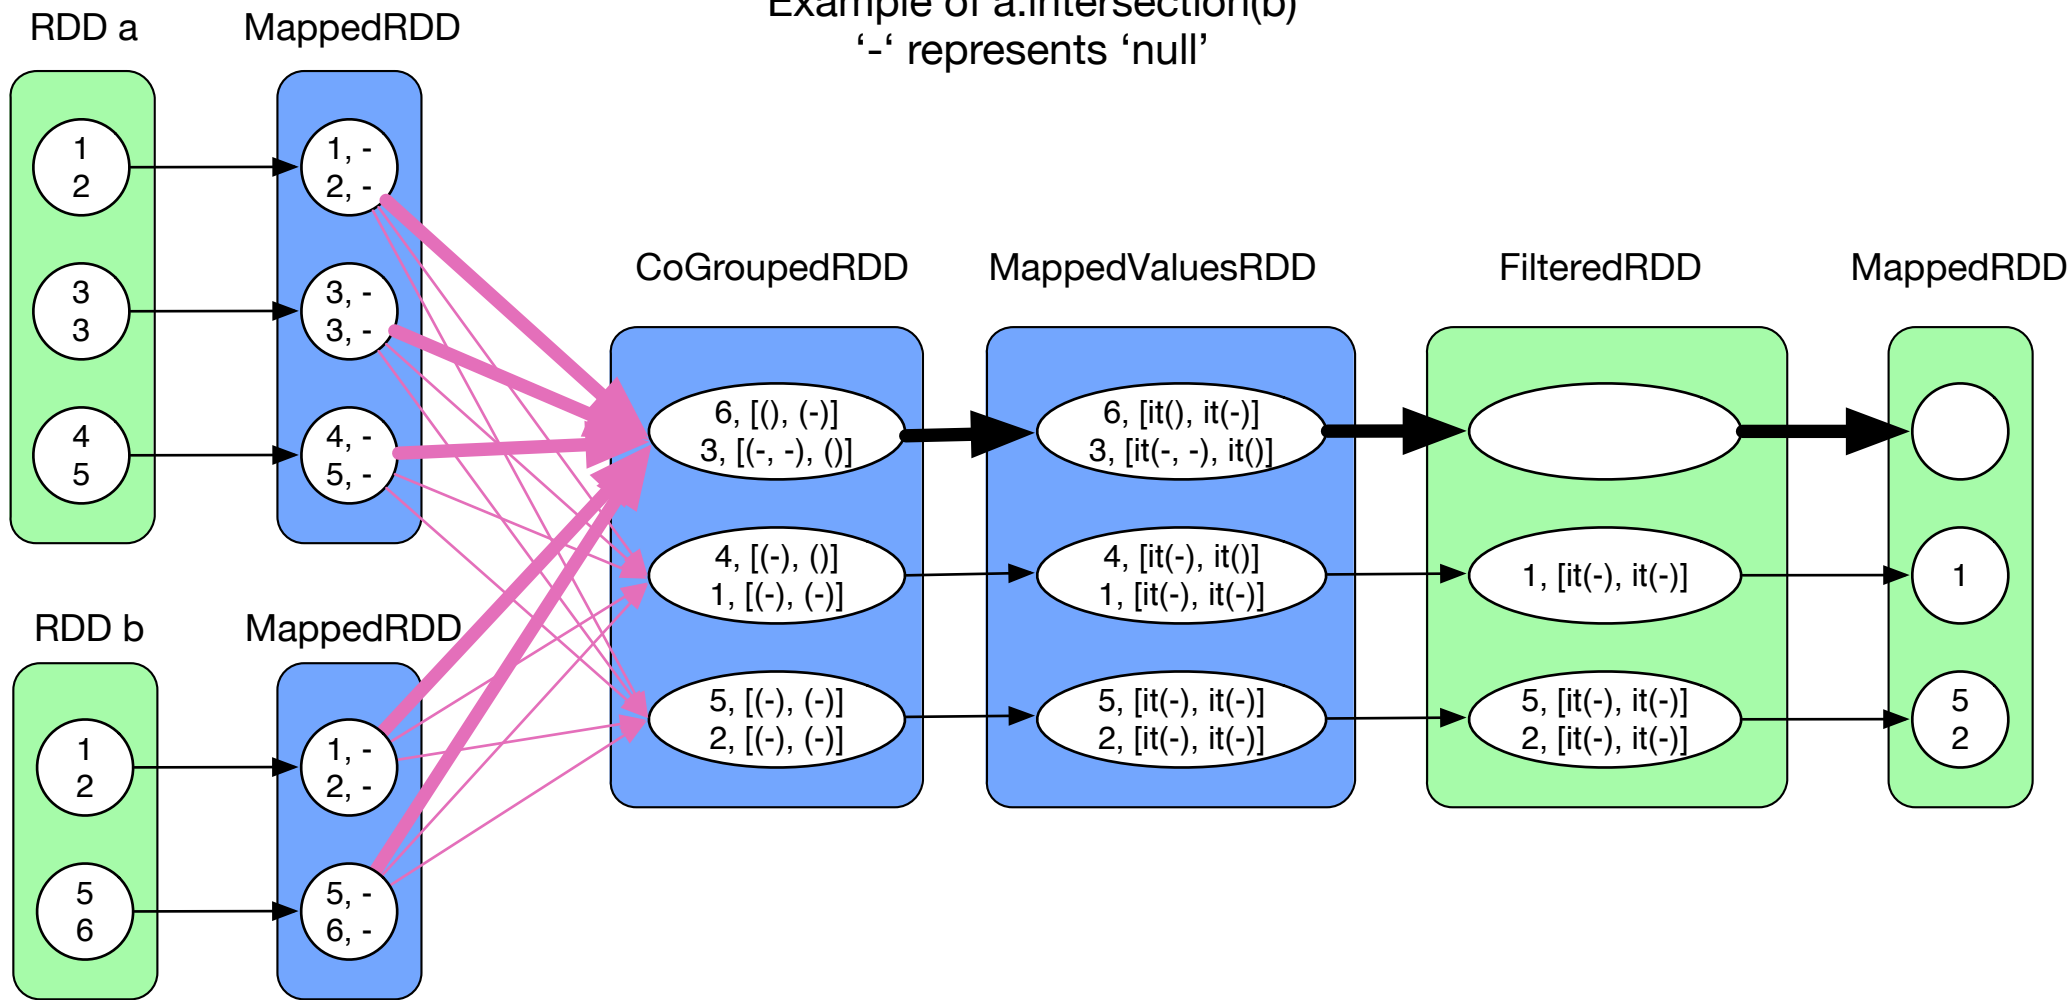 Example of a.intersection(b)
‘-‘ represents ‘null’
RDD a
MappedRDD
1
2
3
3
4
5
1, -
2, -
3, -
3, -
4, -
5, -
RDD b
MappedRDD
1
2
5
6
1, -
2, -
5, -
6, -
CoGroupedRDD
6, [(), (-)]
3, [(-, -), ()]
4, [(-), ()]
1, [(-), (-)]
5, [(-), (-)]
2, [(-), (-)]
MappedValuesRDD
6, [it(), it(-)]
3, [it(-, -), it()]
4, [it(-), it()]
1, [it(-), it(-)]
5, [it(-), it(-)]
2, [it(-), it(-)]
FilteredRDD
1, [it(-), it(-)]
5, [it(-), it(-)]
2, [it(-), it(-)]
MappedRDD
1
5
2